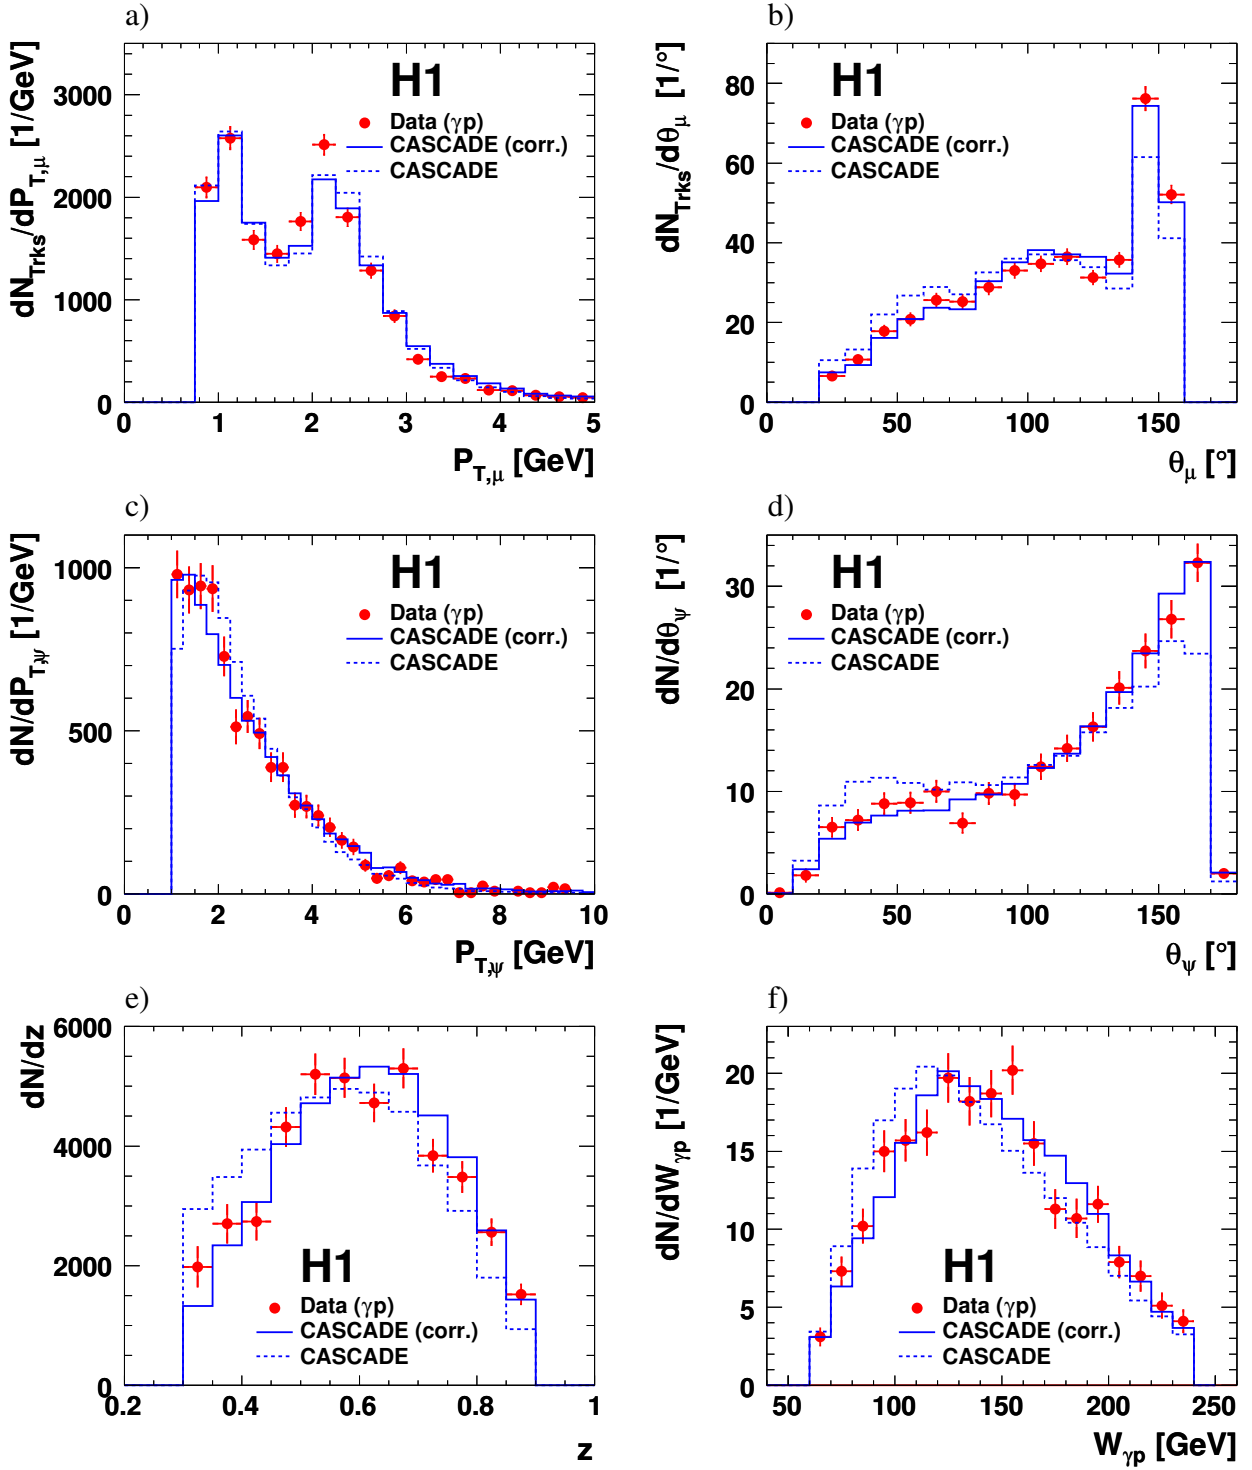 a)
dN_Trks/dP_T,μ [1/GeV]
3000
2000
1000
0
H1
Data (γp)
CASCADE (corr.)
CASCADE
0 1 2 3 4 5
P_T,μ [GeV]
b)
dN_Trks/dθ_μ [1/°]
80
60
40
20
0
H1
Data (γp)
CASCADE (corr.)
CASCADE
0 50 100 150
θ_μ [°]
c)
dN/dP_T,ψ [1/GeV]
1000
500
0
H1
Data (γp)
CASCADE (corr.)
CASCADE
0 2 4 6 8 10
P_T,ψ [GeV]
d)
dN/dθ_ψ [1/°]
30
20
10
0
H1
Data (γp)
CASCADE (corr.)
CASCADE
0 50 100 150
θ_ψ [°]
e)
dN/dz
6000
4000
2000
0
H1
Data (γp)
CASCADE (corr.)
CASCADE
0.2 0.4 0.6 0.8 1
z
f)
dN/dW_γp [1/GeV]
20
15
10
5
0
H1
Data (γp)
CASCADE (corr.)
CASCADE
50 100 150 200 250
W_γp [GeV]